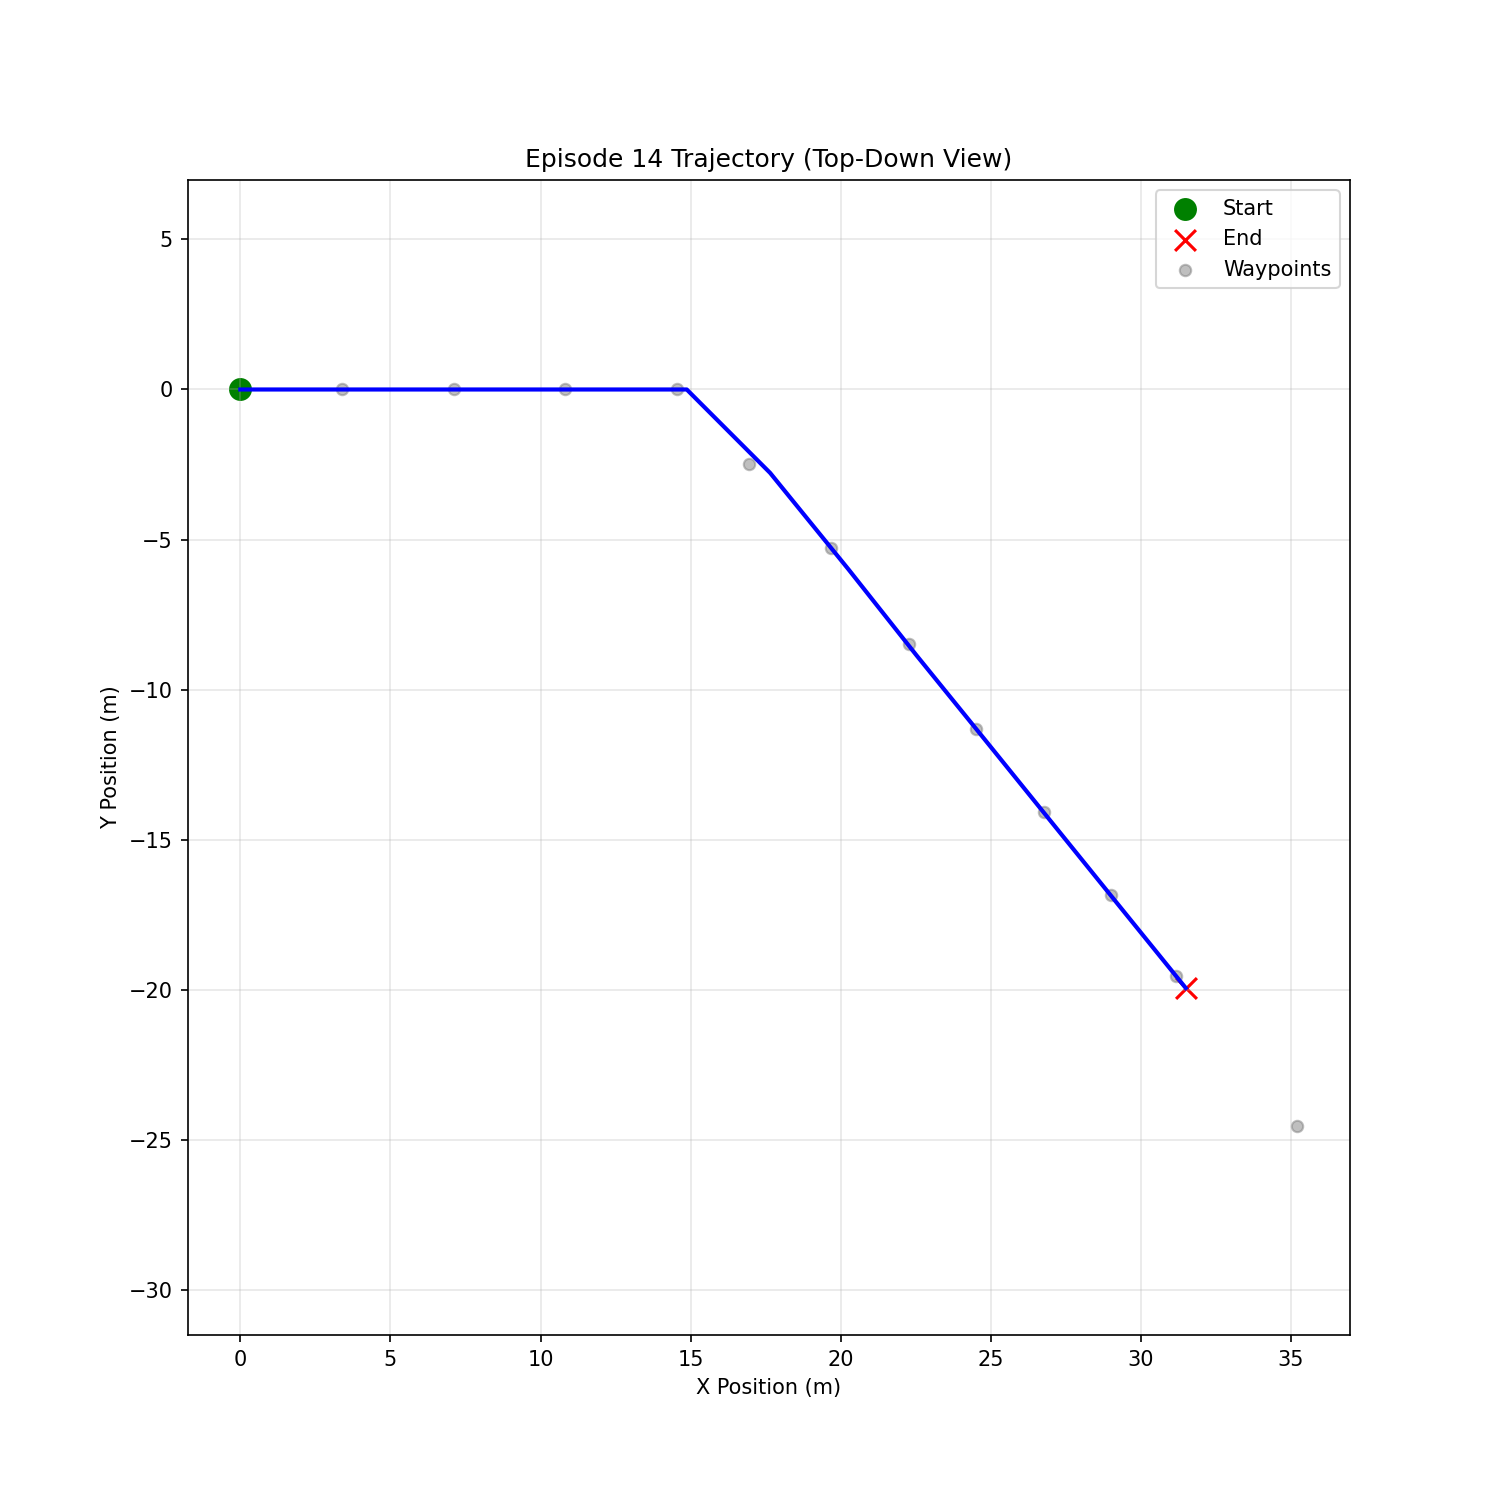 Episode 14 Trajectory (Top-Down View)
Start
End
Waypoints
5
0
−5
−10
−15
−20
−25
−30
Y Position (m)
0 5 10 15 20 25 30 35
X Position (m)